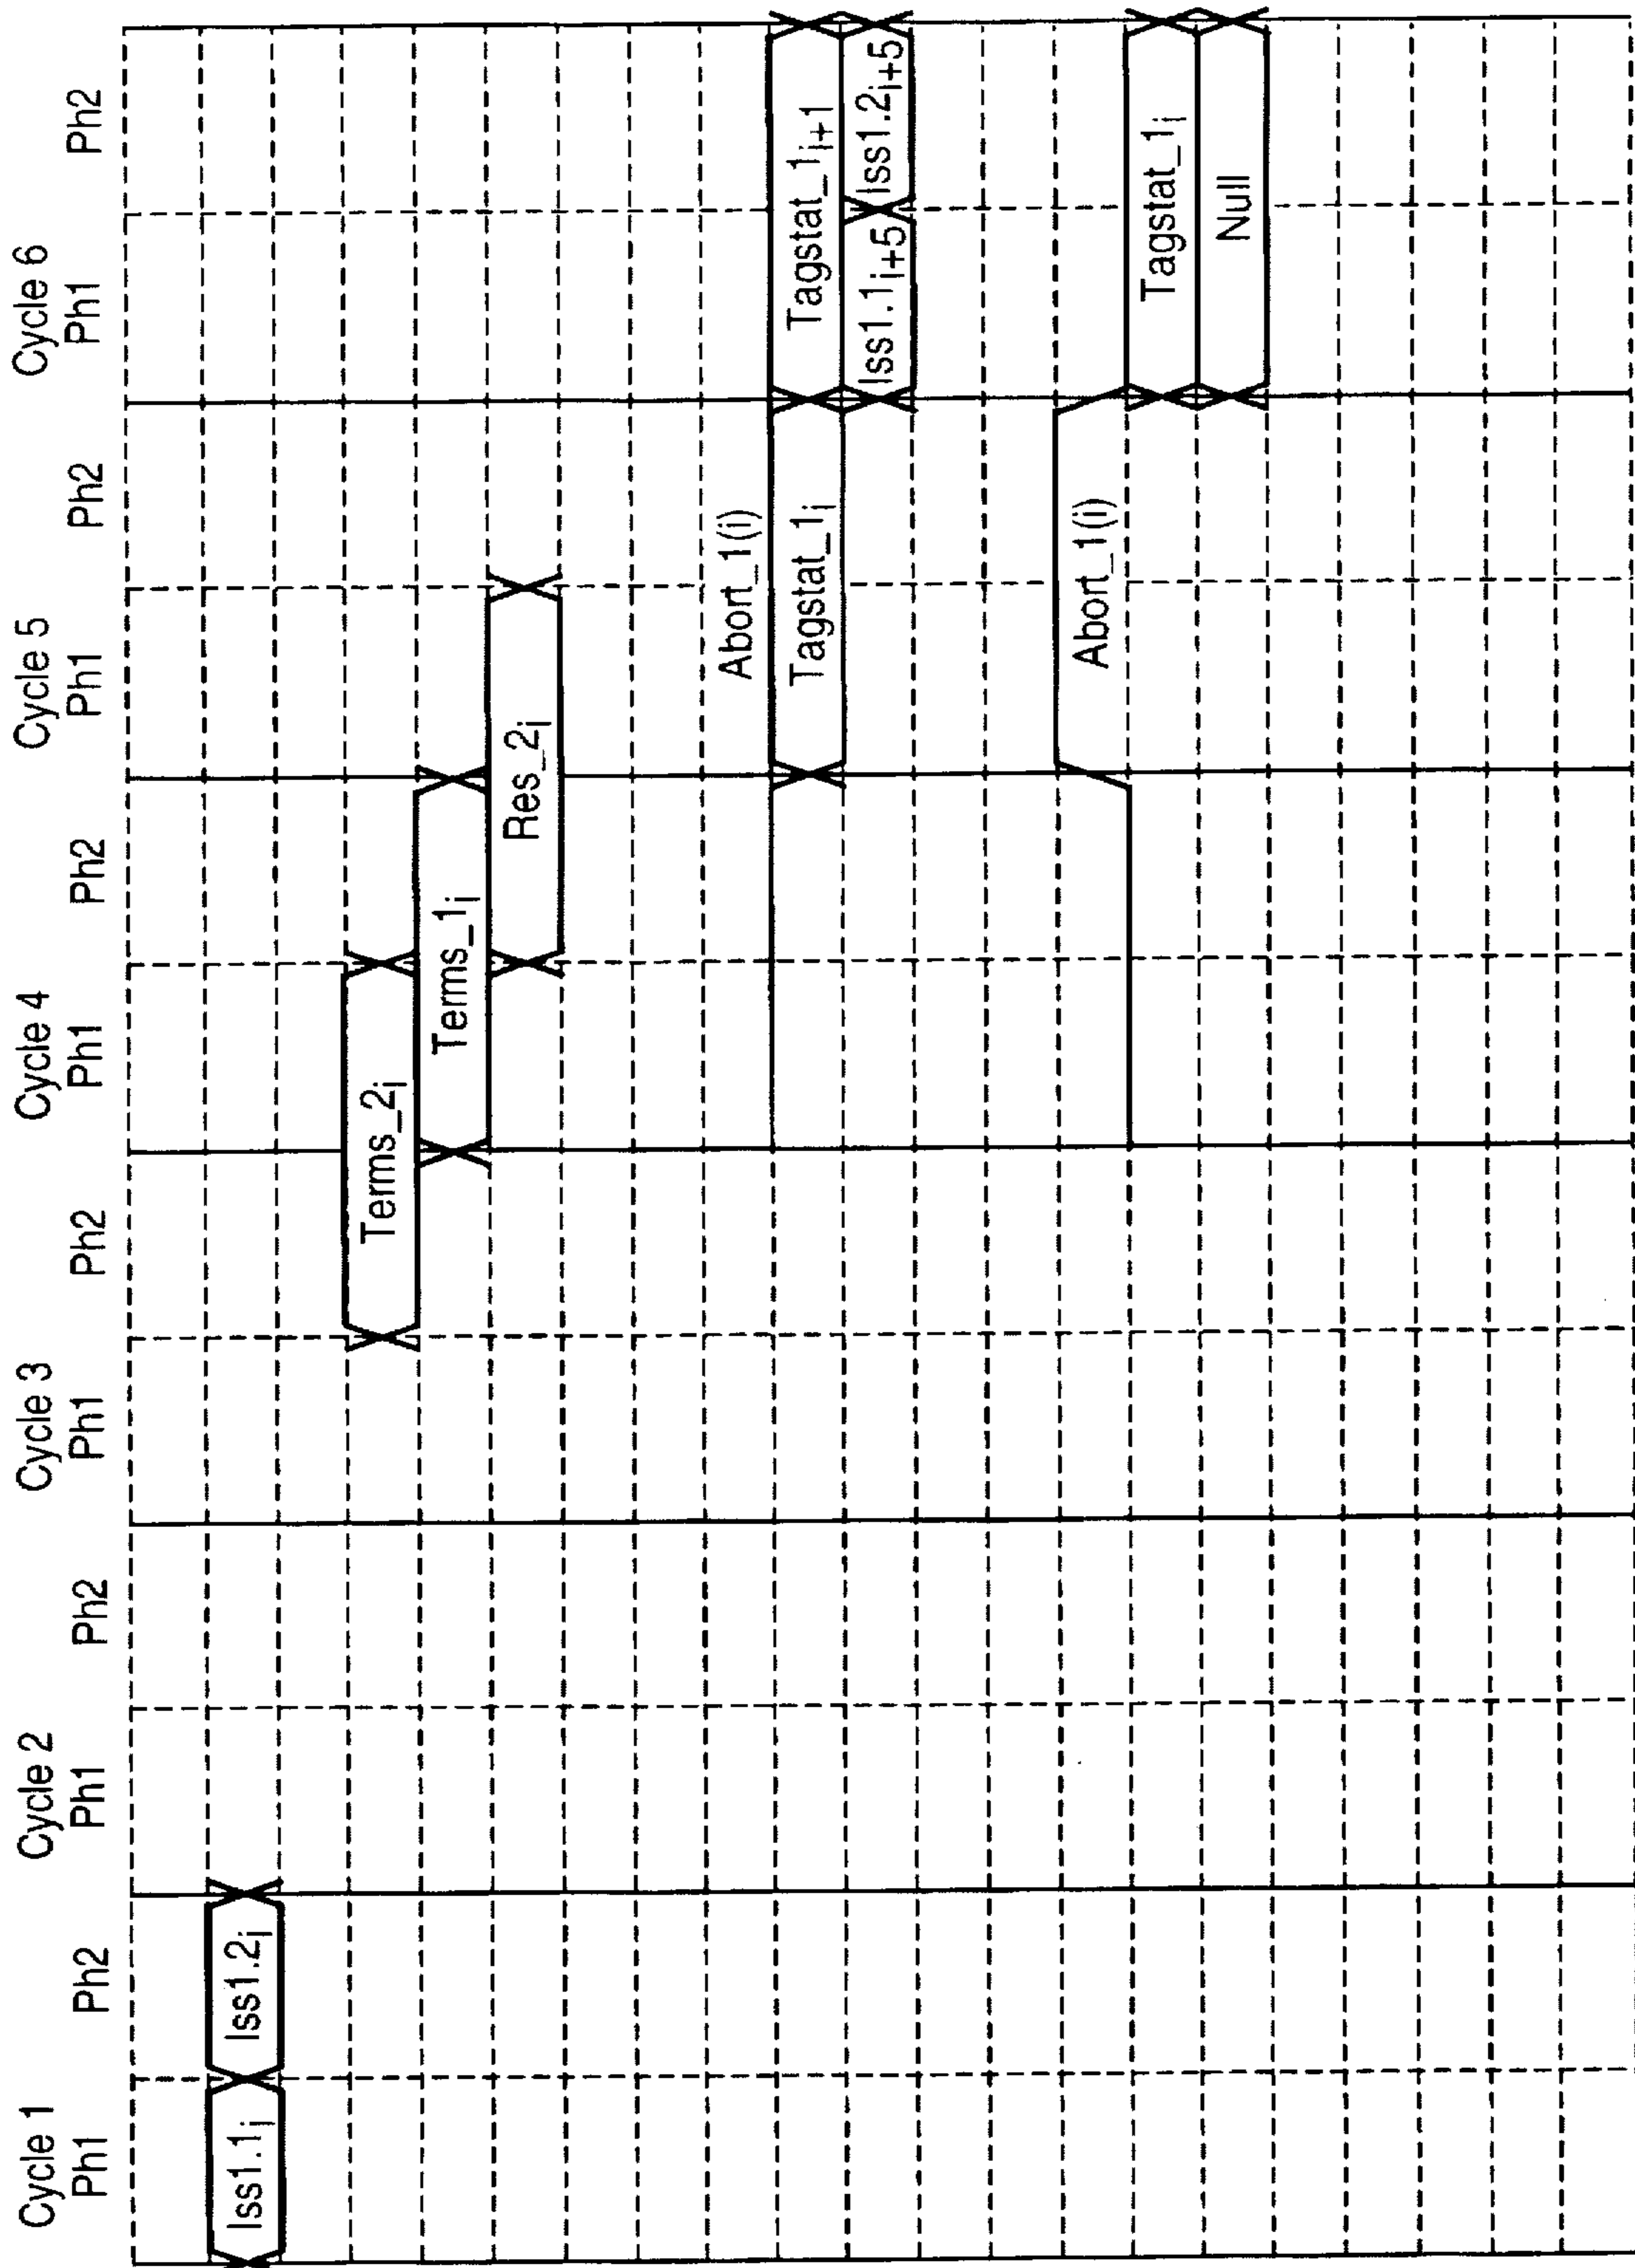 Cycle 1 Cycle 2 Cycle 3 Cycle 4 Cycle 5 Cycle 6
Ph1 Ph2 Ph1 Ph2 Ph1 Ph2 Ph1 Ph2 Ph1 Ph2 Ph1 Ph2
Iss1.1i Iss1.2i
Terms_2i
Terms_1i
Res_2i
Abort_1(i)
Tagstat_1i Tagstat_1i+1
Iss1.1i+5 Iss1.2i+5
Abort_1(i)
Tagstat_1i
Null